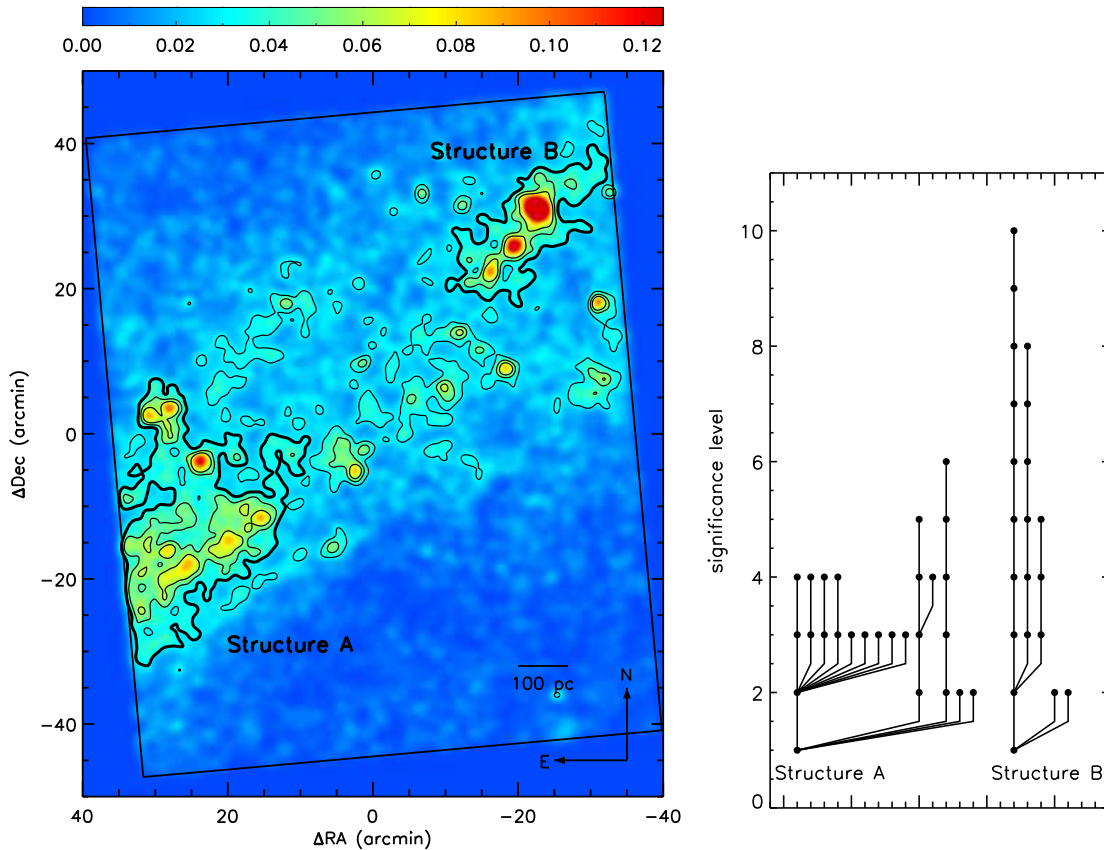 0.00 0.02 0.04 0.06 0.08 0.10 0.12
Structure B
40
20
0
−20
−40
ΔDec (arcmin)
Structure A
100 pc
N
E
40 20 0 −20 −40
ΔRA (arcmin)
10
8
6
4
2
0
significance level
Structure A Structure B